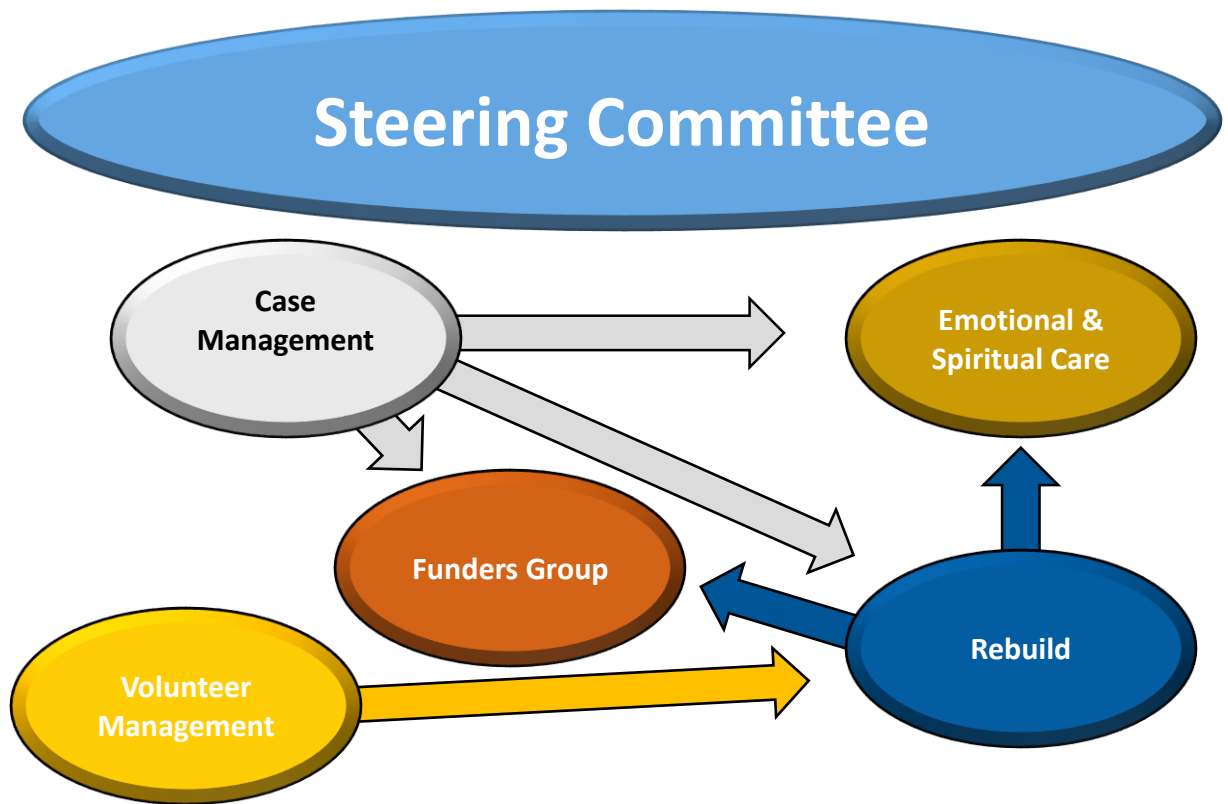 Steering Committee
Case
Management
Emotional &
Spiritual Care
Funders Group
Rebuild
Volunteer
Management